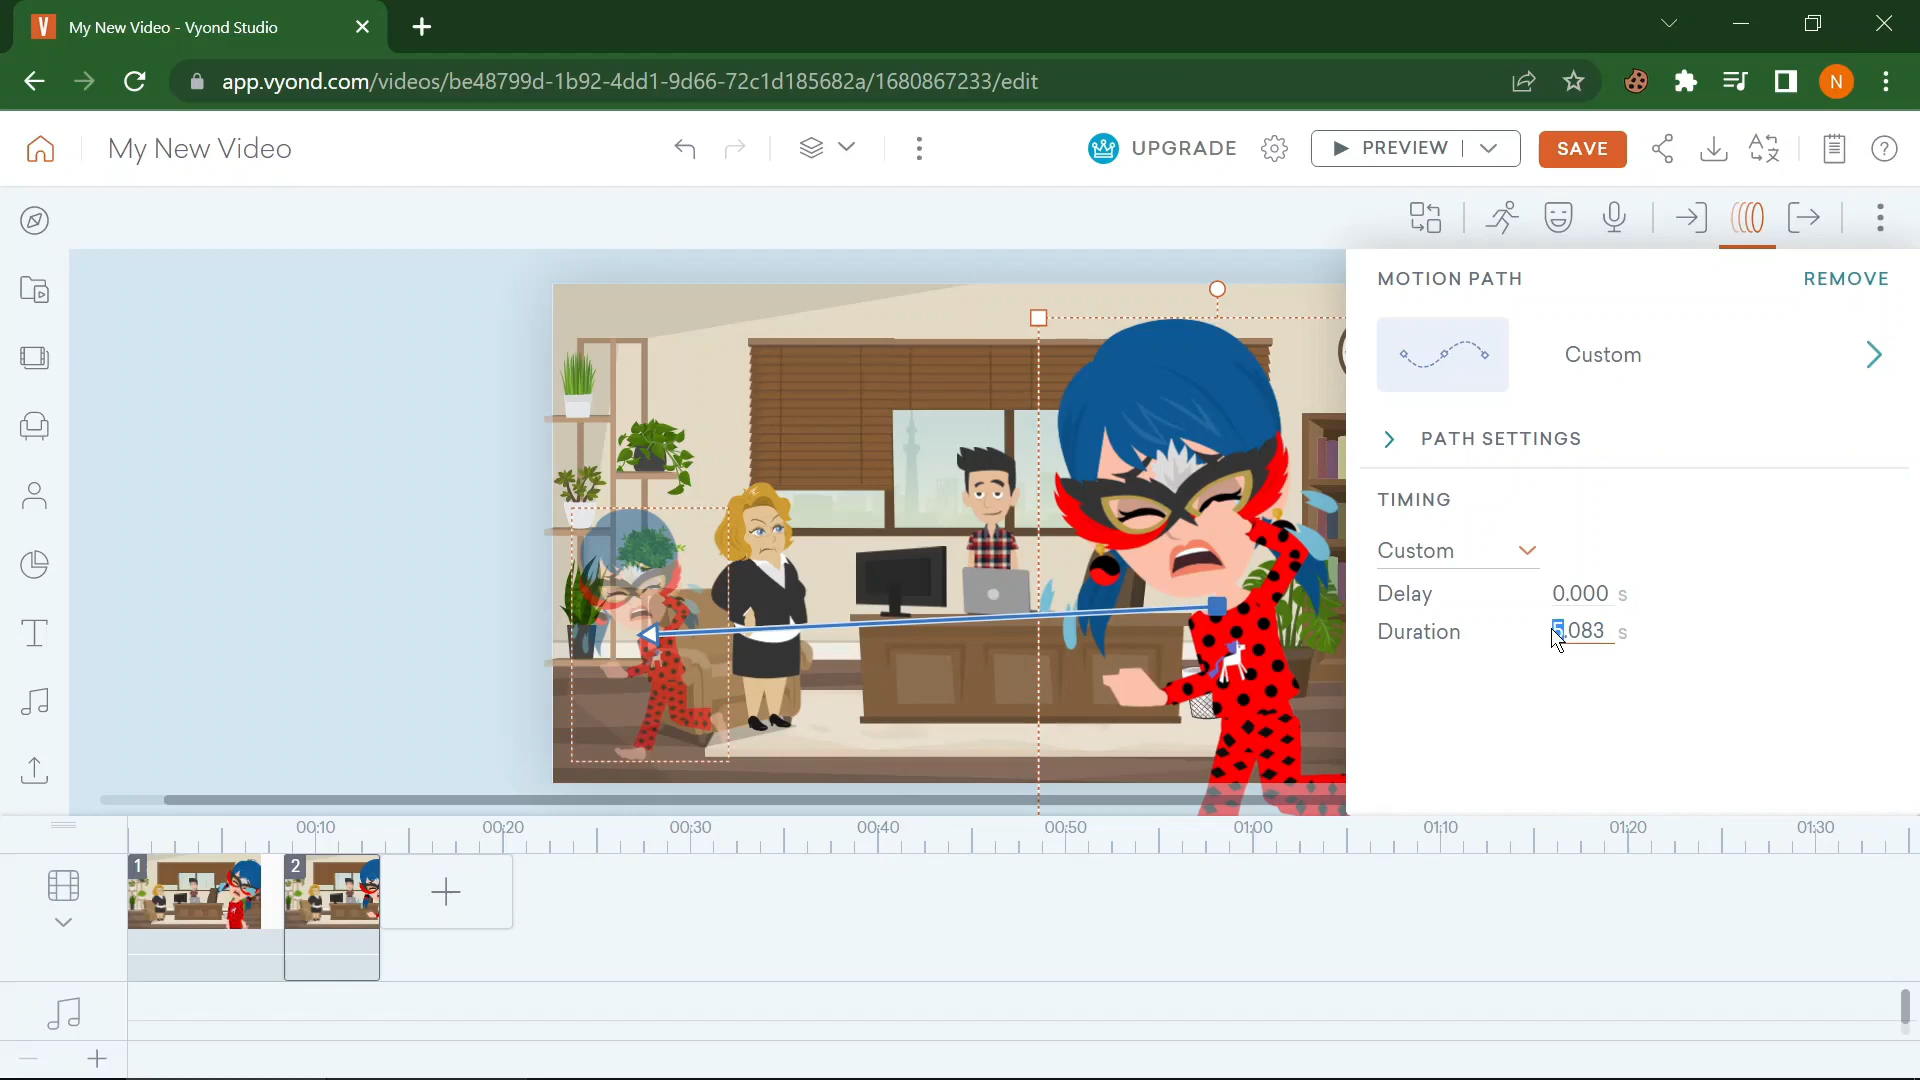 V My New Video - Vyond Studio
app.vyond.com/videos/be48799d-1b92-4dd1-9d66-72c1d185682a/1680867233/edit
N
My New Video
UPGRADE
PREVIEW
SAVE
MOTION PATH
REMOVE
Custom
PATH SETTINGS
TIMING
Custom
Delay 0.000 s
Duration 5.083 s
00:10 00:20 00:30 00:40 00:50 01:00 01:10 01:20 01:30
1 2